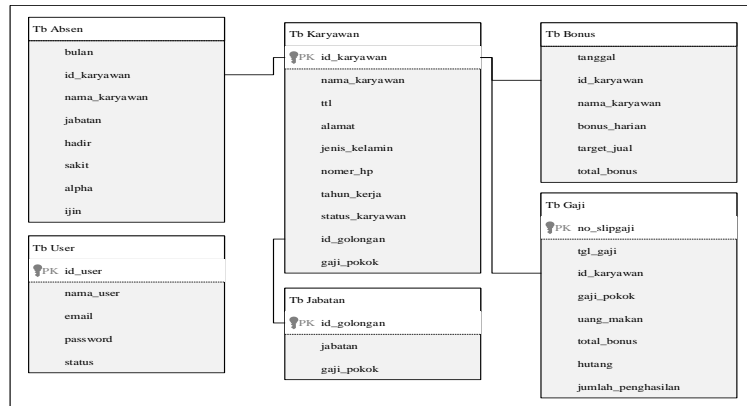 Tb Absen
bulan
id_karyawan
nama_karyawan
jabatan
hadir
sakit
alpha
ijin
Tb User
PK id_user
nama_user
email
password
status
Tb Karyawan
PK id_karyawan
nama_karyawan
ttl
alamat
jenis_kelamin
nomer_hp
tahun_kerja
status_karyawan
id_golongan
gaji_pokok
Tb Jabatan
PK id_golongan
jabatan
gaji_pokok
Tb Bonus
tanggal
id_karyawan
nama_karyawan
bonus_harian
target_jual
total_bonus
Tb Gaji
PK no_slipgaji
tgl_gaji
id_karyawan
gaji_pokok
uang_makan
total_bonus
hutang
jumlah_penghasilan